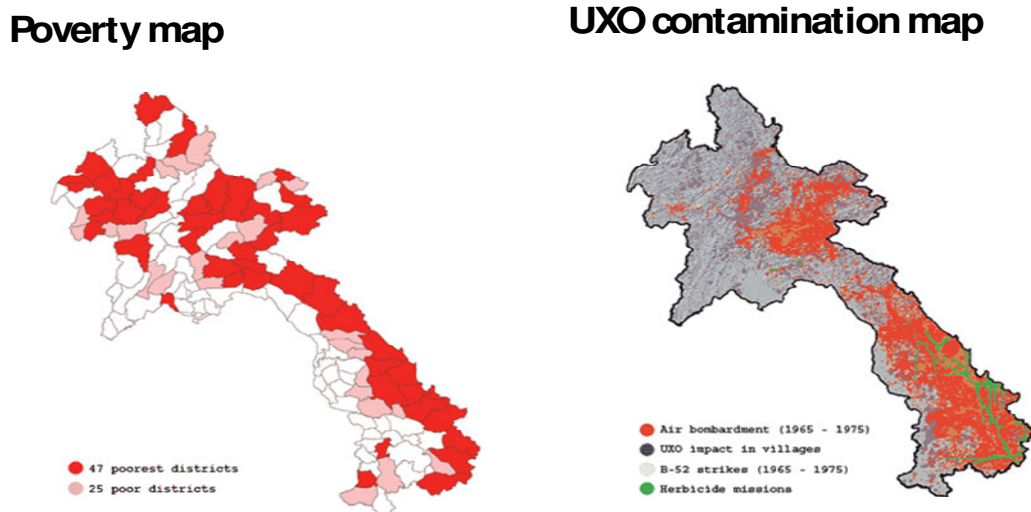 Poverty map
UXO contamination map
47 poorest districts
25 poor districts
Air bombardment (1965 - 1975)
UXO impact in villages
B-52 strikes (1965 - 1975)
Herbicide missions